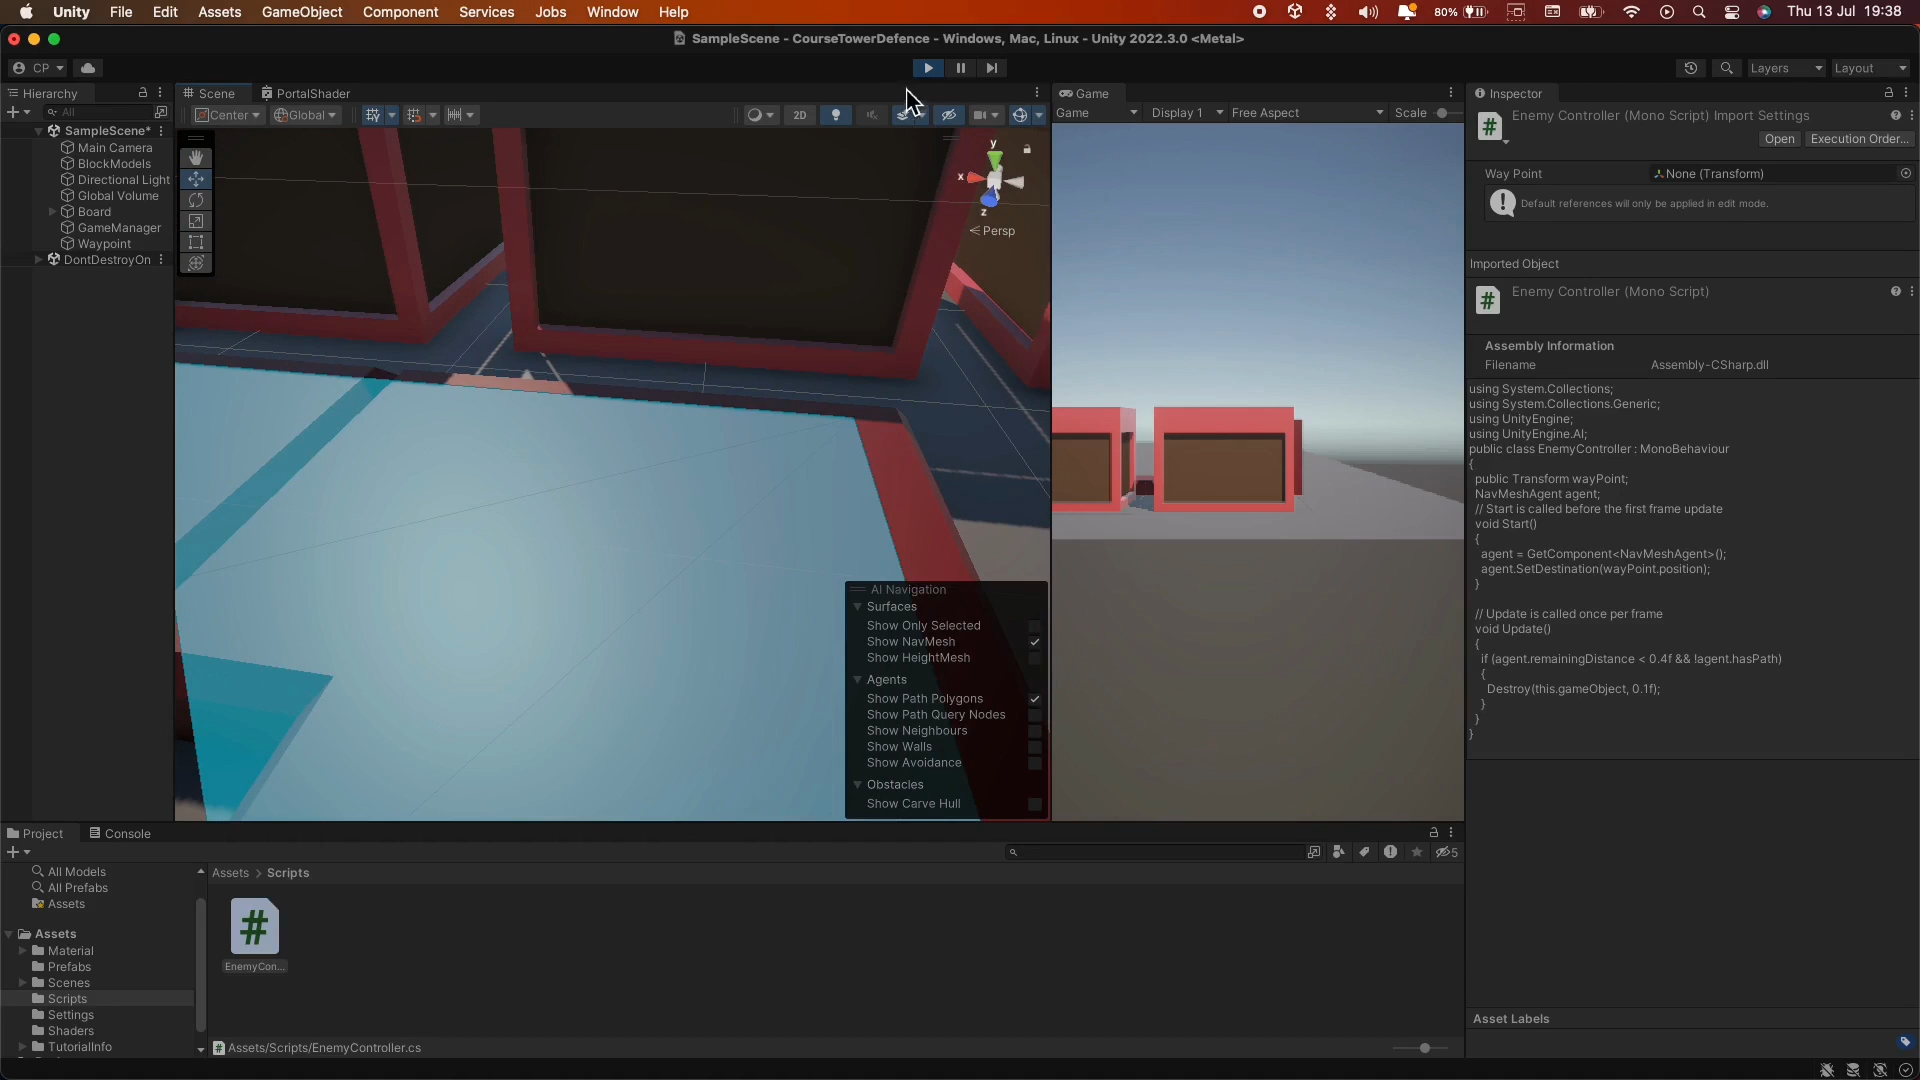 Unity File Edit Assets GameObject Component Services Jobs Window Help
80% Thu 13 Jul 19:38
SampleScene - CourseTowerDefence - Windows, Mac, Linux - Unity 2022.3.0 <Metal>
CP
Layers
Layout
Hierarchy
All
SampleScene*
Main Camera
BlockModels
Directional Light
Global Volume
Board
GameManager
Waypoint
DontDestroyOn
Scene
PortalShader
Center
Global
2D
y
x
z
Persp
AI Navigation
Surfaces
Show Only Selected
Show NavMesh
Show HeightMesh
Agents
Show Path Polygons
Show Path Query Nodes
Show Neighbours
Show Walls
Show Avoidance
Obstacles
Show Carve Hull
Game
Game Display 1 Free Aspect Scale
Inspector
Enemy Controller (Mono Script) Import Settings
Open Execution Order...
Way Point None (Transform)
Default references will only be applied in edit mode.
Imported Object
Enemy Controller (Mono Script)
Assembly Information
Filename Assembly-CSharp.dll
using System.Collections;
using System.Collections.Generic;
using UnityEngine;
using UnityEngine.AI;
public class EnemyController : MonoBehaviour
{
public Transform wayPoint;
NavMeshAgent agent;
// Start is called before the first frame update
void Start()
{
agent = GetComponent<NavMeshAgent>();
agent.SetDestination(wayPoint.position);
}
// Update is called once per frame
void Update()
{
if (agent.remainingDistance < 0.4f && !agent.hasPath)
{
Destroy(this.gameObject, 0.1f);
}
}
}
Asset Labels
Project
Console
5
All Models
All Prefabs
Assets
Assets
Material
Prefabs
Scenes
Scripts
Settings
Shaders
TutorialInfo
Assets > Scripts
#
EnemyCon...
Assets/Scripts/EnemyController.cs